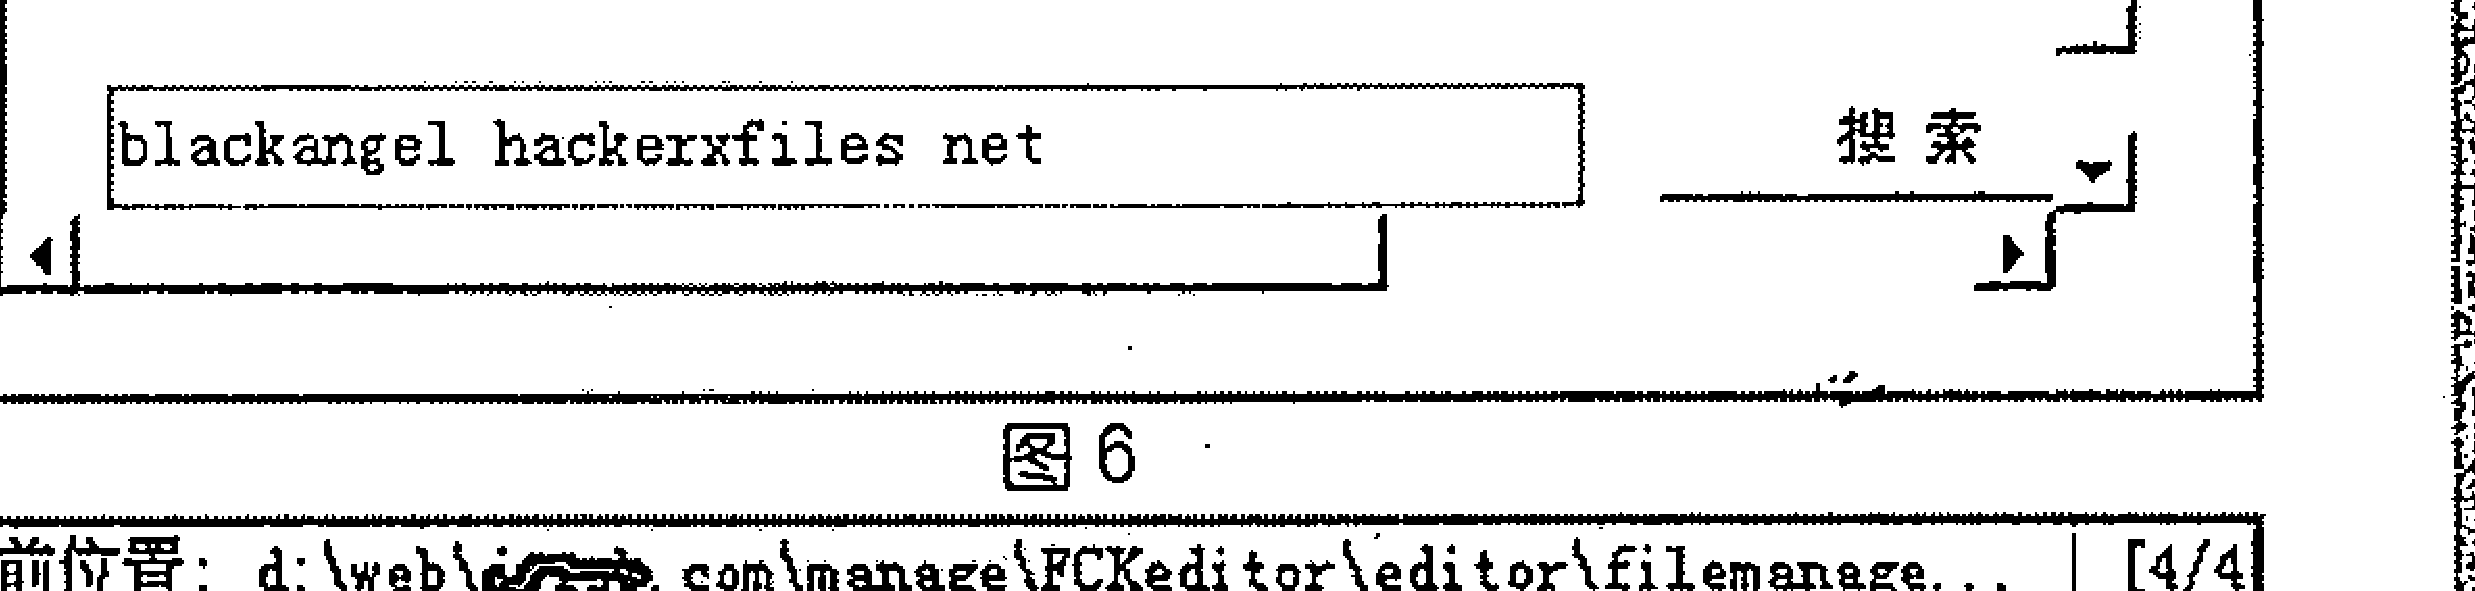 blackangel hackerxfiles net
搜 索
图 6
前位置: d:\web\ .com\manage\FCKeditor\editor\filemanage... [4/4